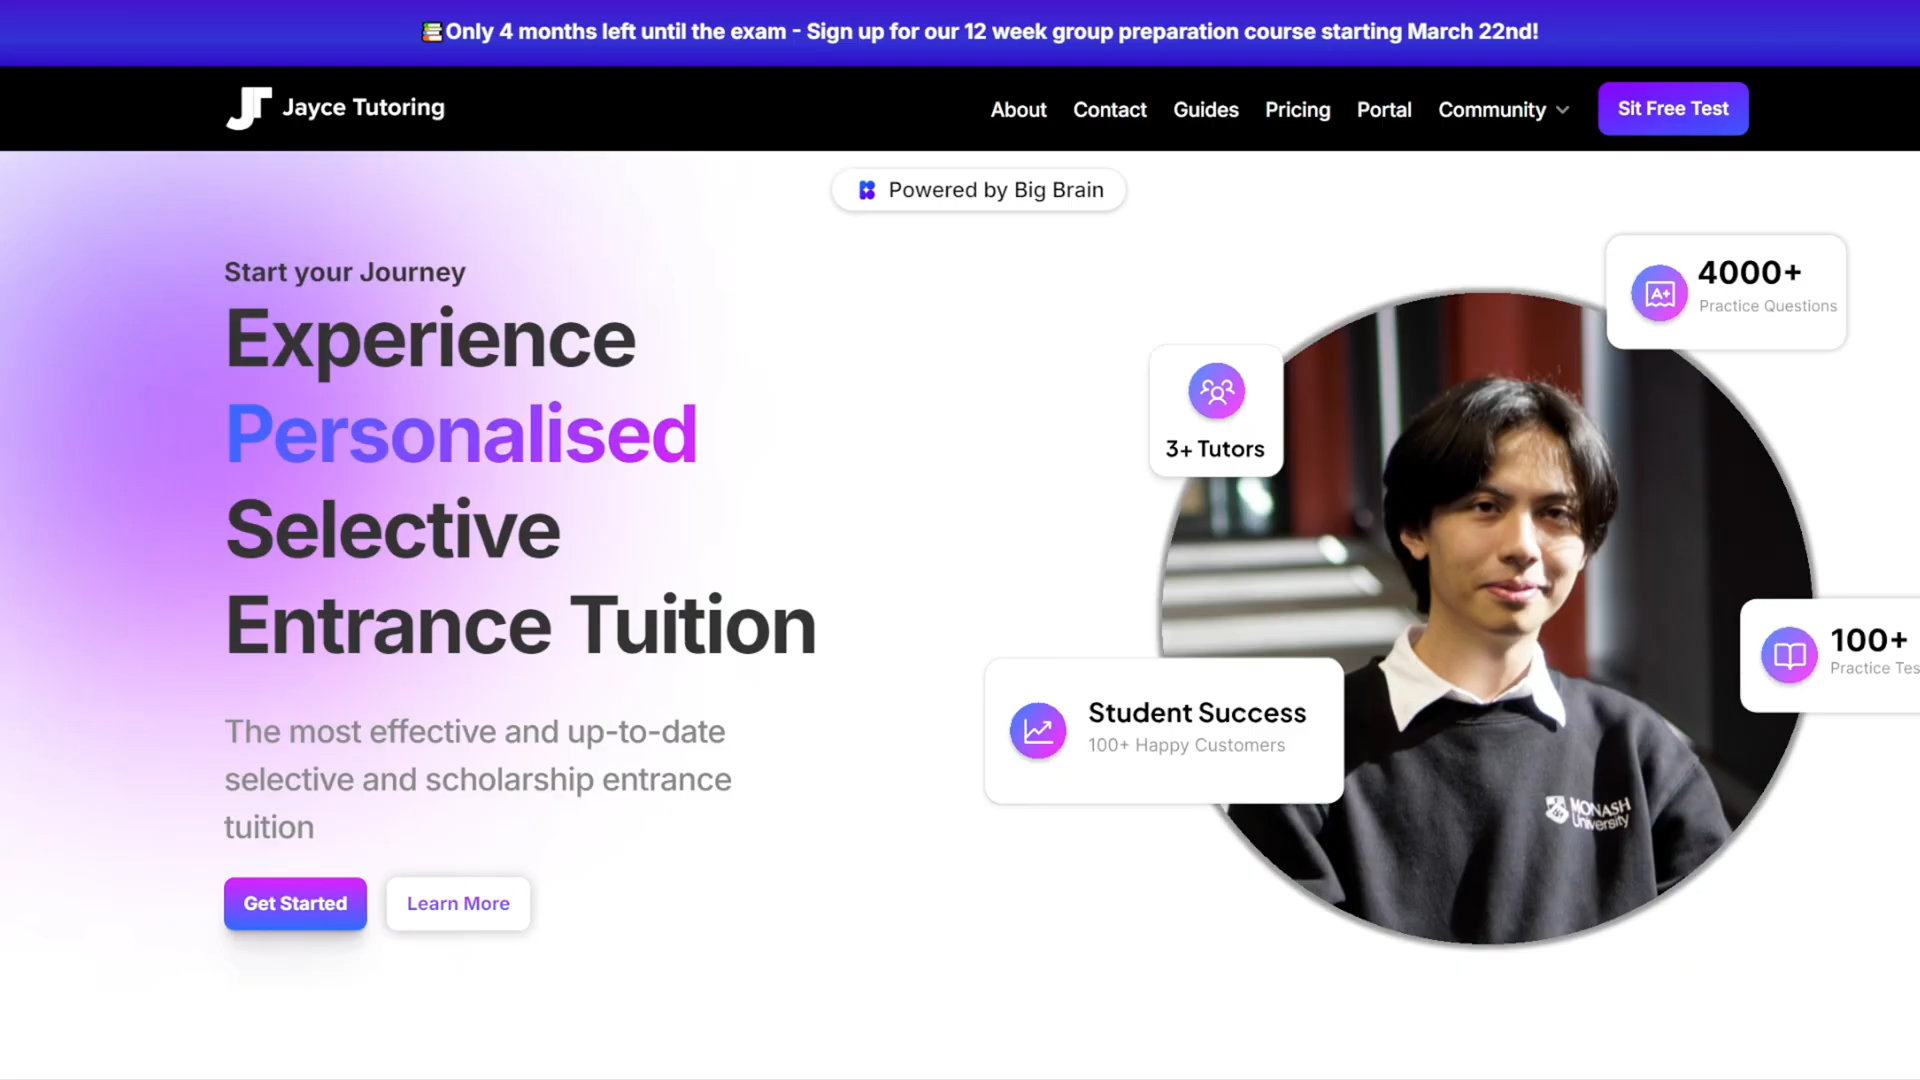 Only 4 months left until the exam - Sign up for our 12 week group preparation course starting March 22nd!
Jayce Tutoring
About
Contact
Guides
Pricing
Portal
Community
Sit Free Test
Powered by Big Brain
Start your Journey
Experience
Personalised
Selective
Entrance Tuition
The most effective and up-to-date
selective and scholarship entrance
tuition
Get Started
Learn More
4000+
Practice Questions
3+ Tutors
Student Success
100+ Happy Customers
100+
Practice Tes
MONASH
University